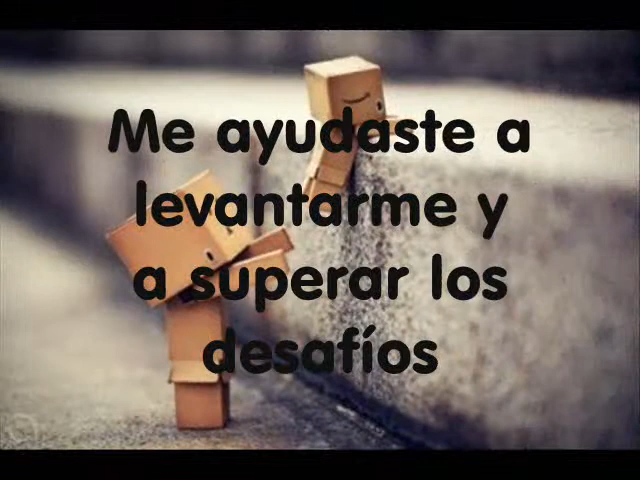 Me ayudaste a
levantarme y
a superar los
desafíos